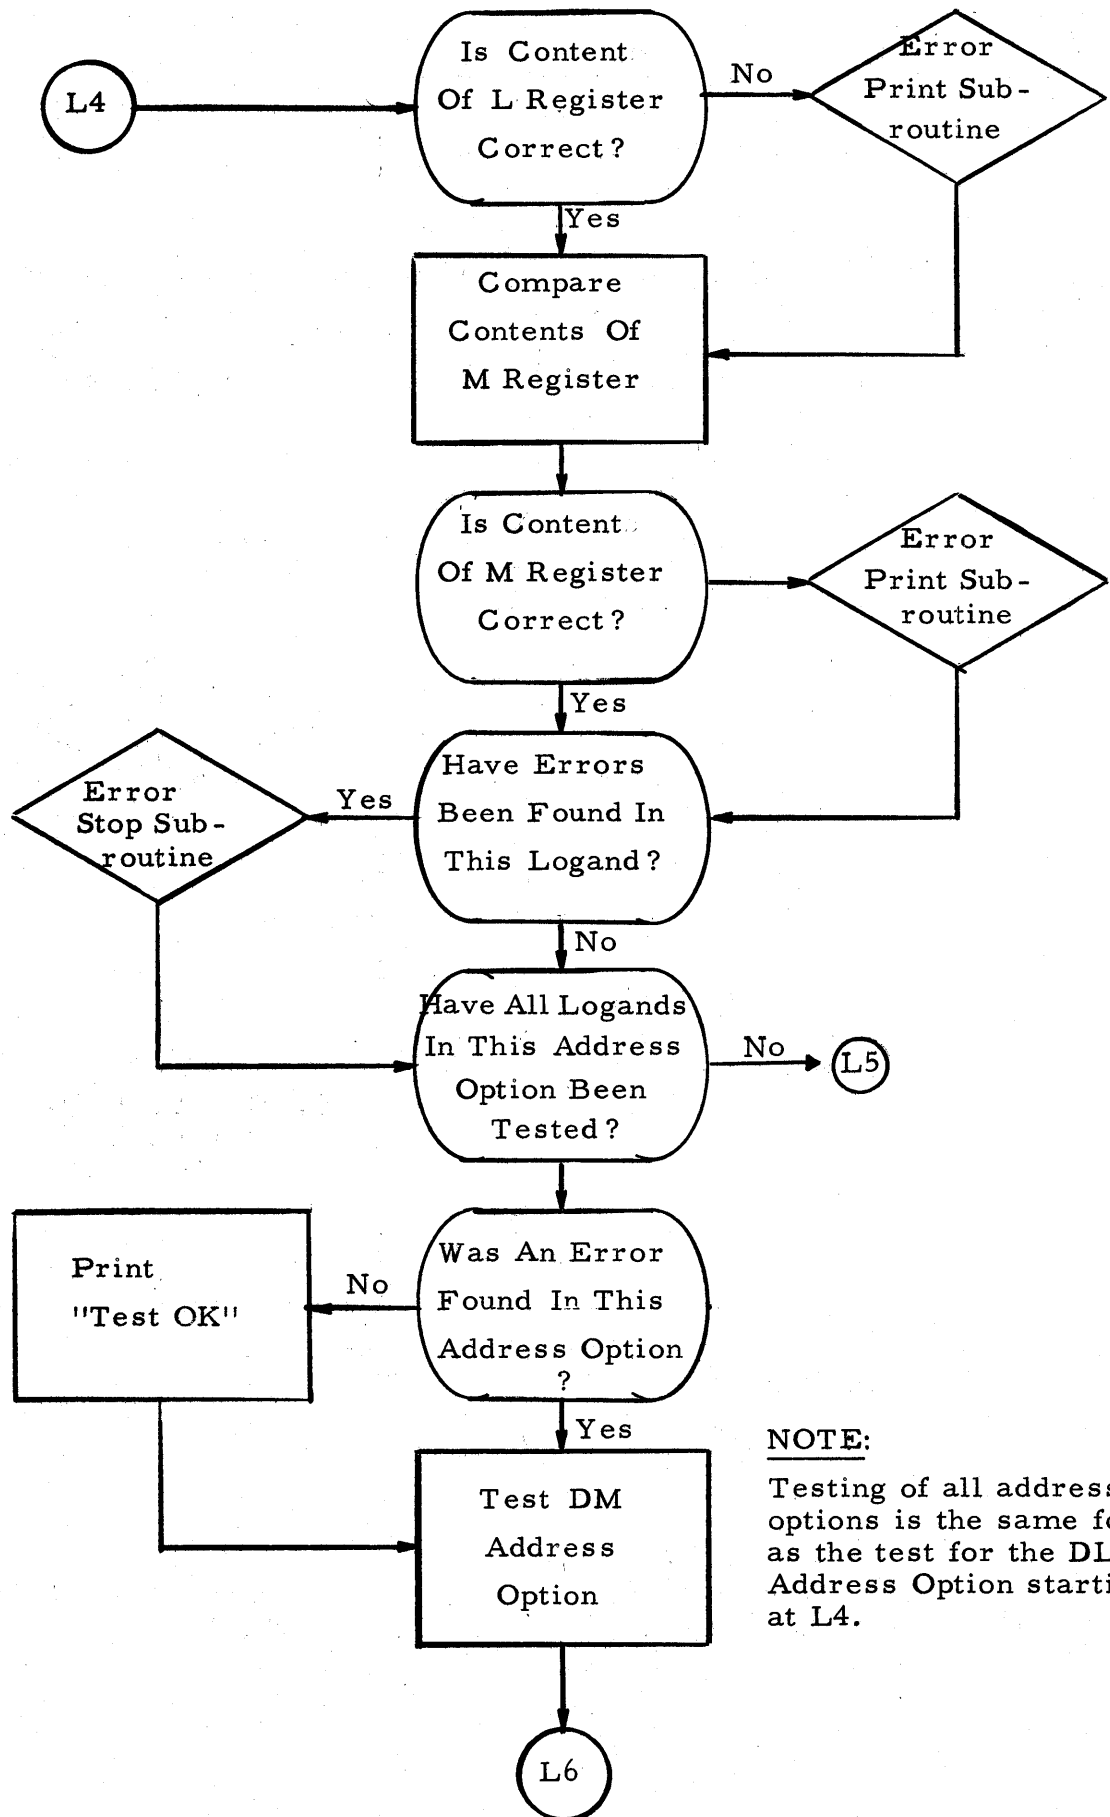 L4
Is Content
Of L Register
Correct?
No
Error
Print Sub-
routine
Yes
Compare
Contents Of
M Register
Is Content
Of M Register
Correct?
Error
Print Sub-
routine
Yes
Have Errors
Been Found In
This Logand?
Yes
Error
Stop Sub-
routine
No
Have All Logands
In This Address
Option Been
Tested?
No
L5
Was An Error
Found In This
Address Option
?
No
Print
"Test OK"
Yes
Test DM
Address
Option
NOTE:
Testing of all address
options is the same fo
as the test for the DL
Address Option starti
at L4.
L6